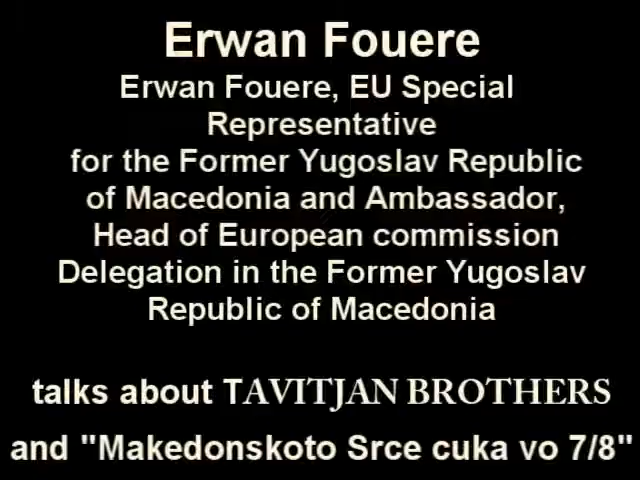 Erwan Fouere
Erwan Fouere, EU Special
Representative
for the Former Yugoslav Republic
of Macedonia and Ambassador,
Head of European commission
Delegation in the Former Yugoslav
Republic of Macedonia
talks about TAVITJAN BROTHERS
and "Makedonskoto Srce cuka vo 7/8"